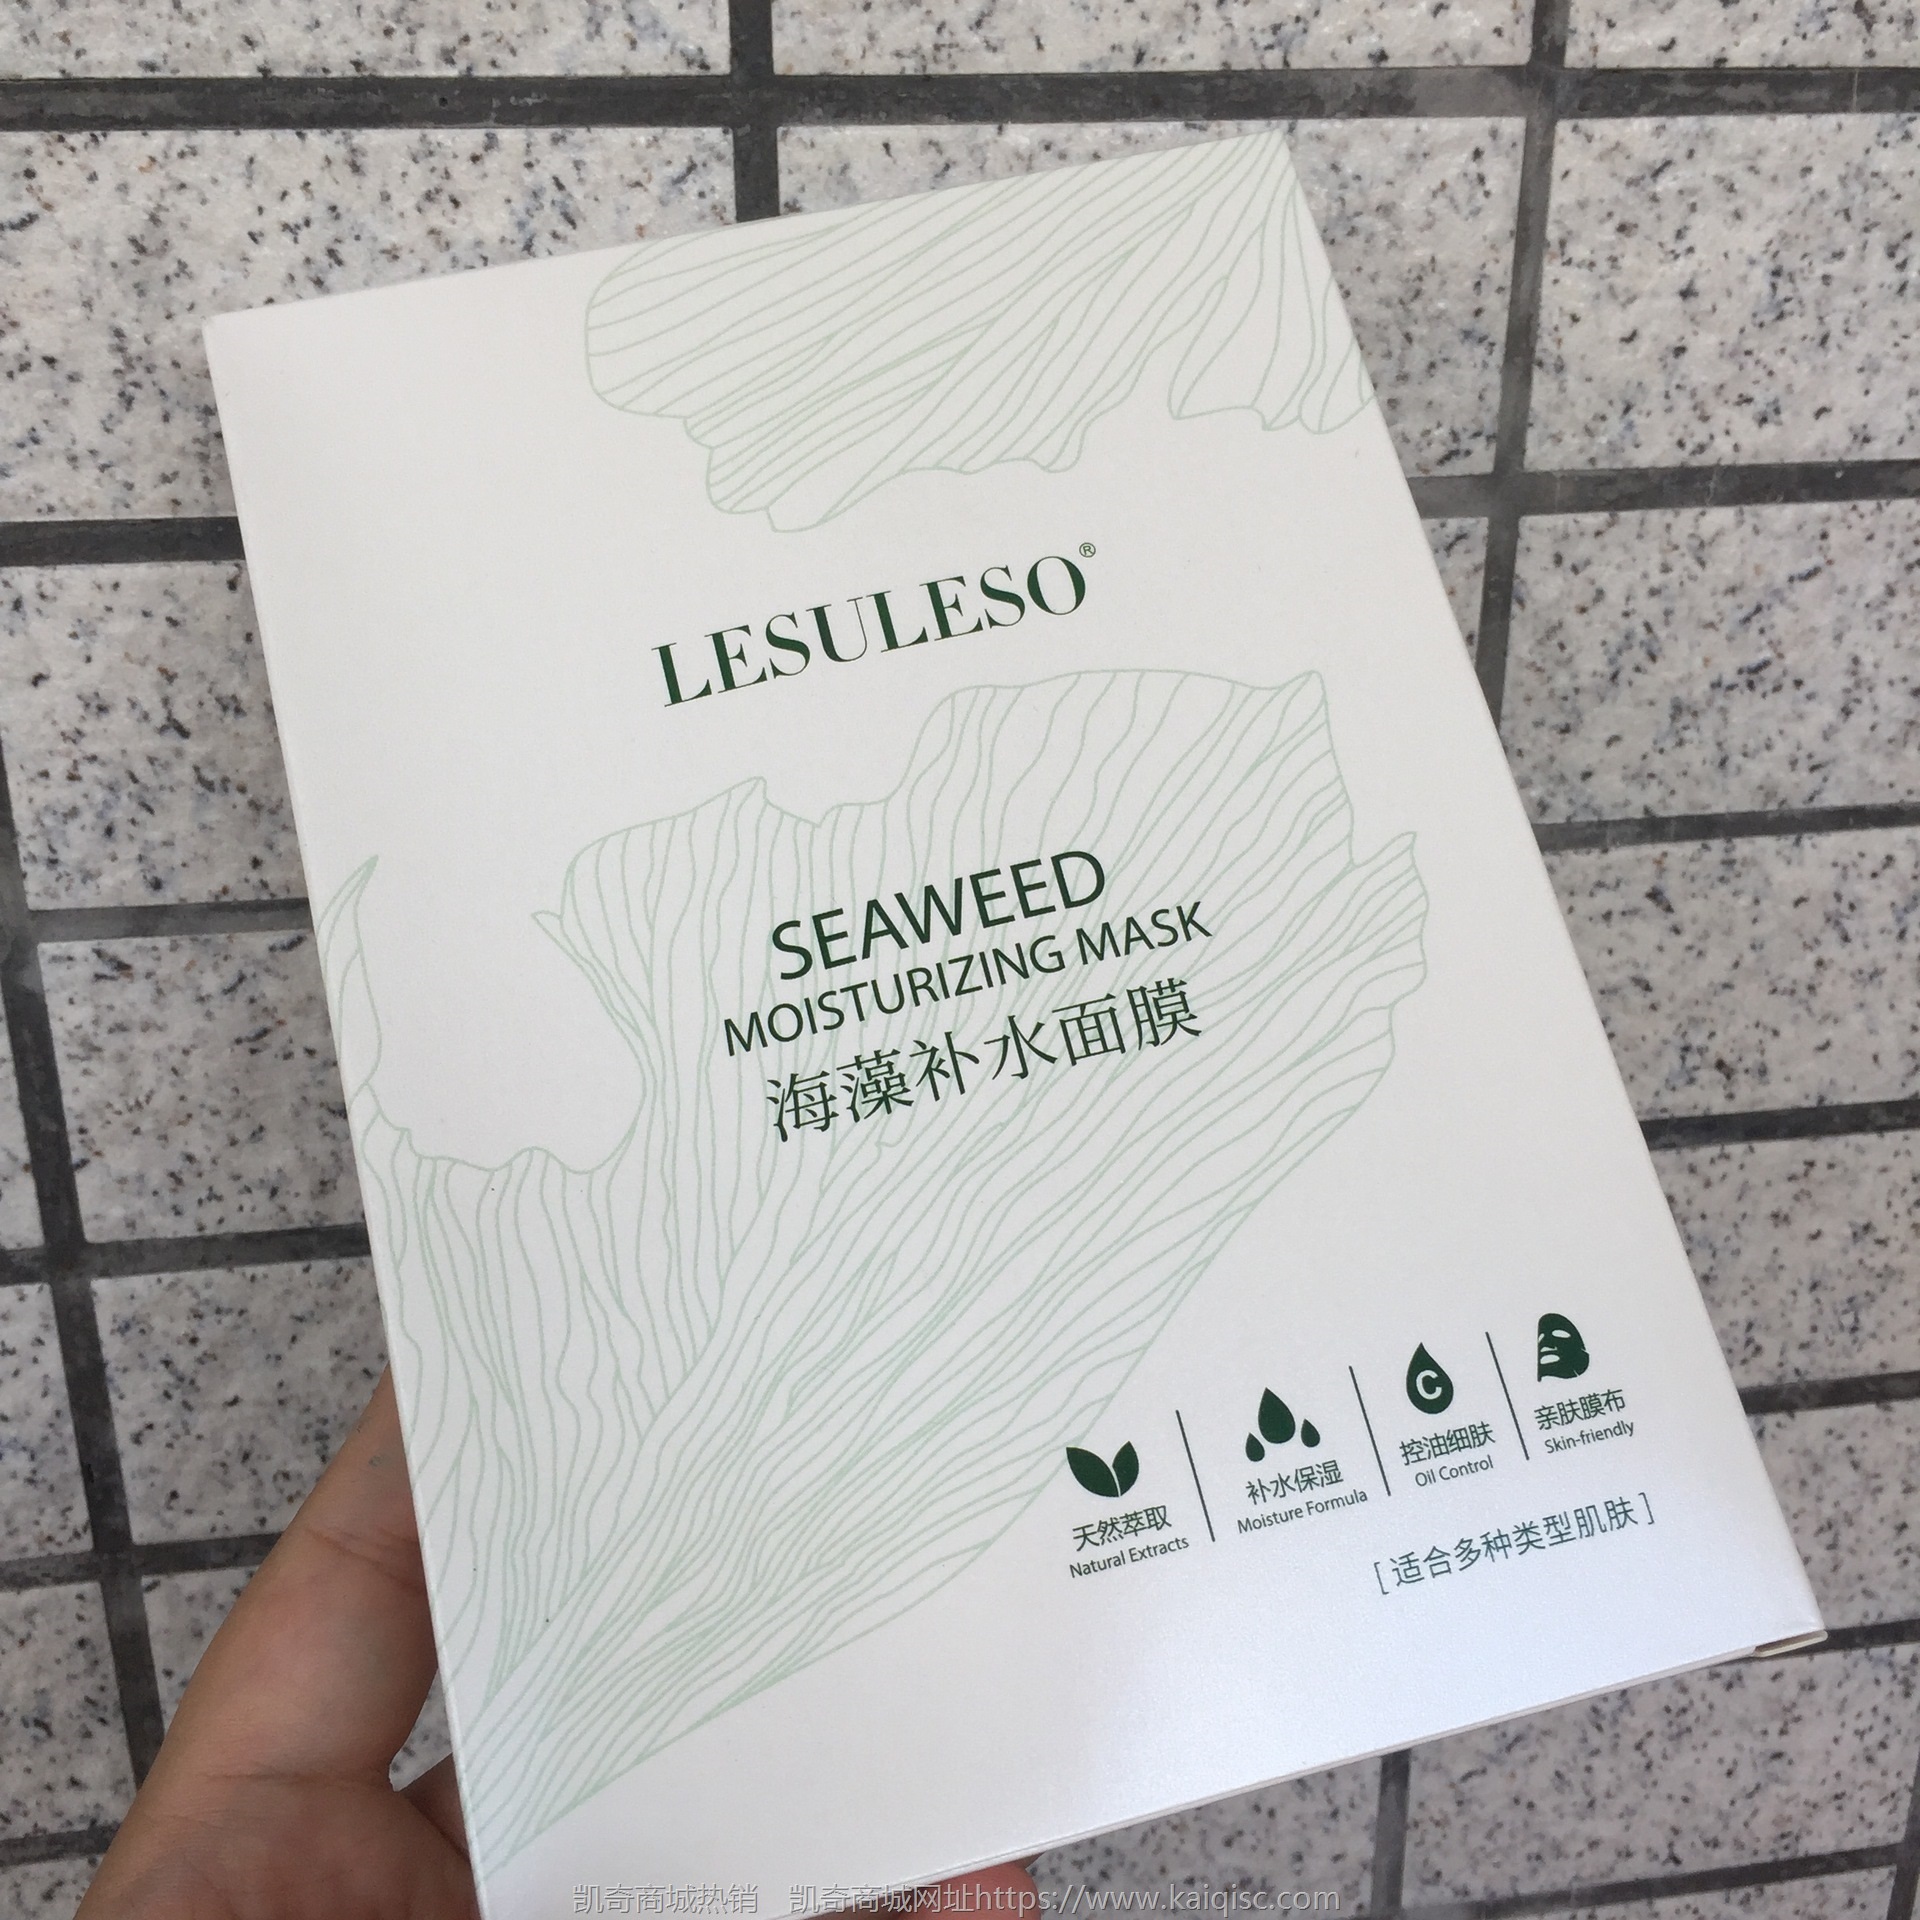 LESULESO®
SEAWEED
MOISTURIZING MASK
海藻补水面膜
天然萃取
Natural Extracts
补水保湿
Moisture Formula
C
控油细肤
Oil Control
亲肤膜布
Skin-friendly
[适合多种类型肌肤]
凯奇商城热销 凯奇商城网址https://www.kaiqisc.com